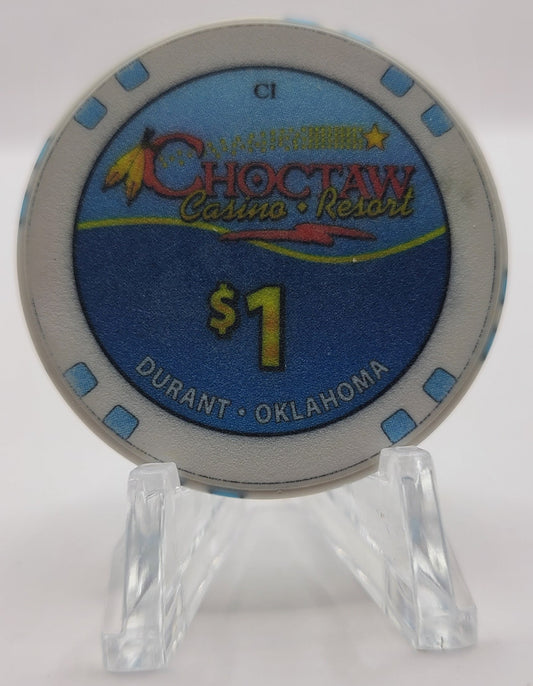 CI
CHOCTAW
Casino • Resort
$1
DURANT • OKLAHOMA